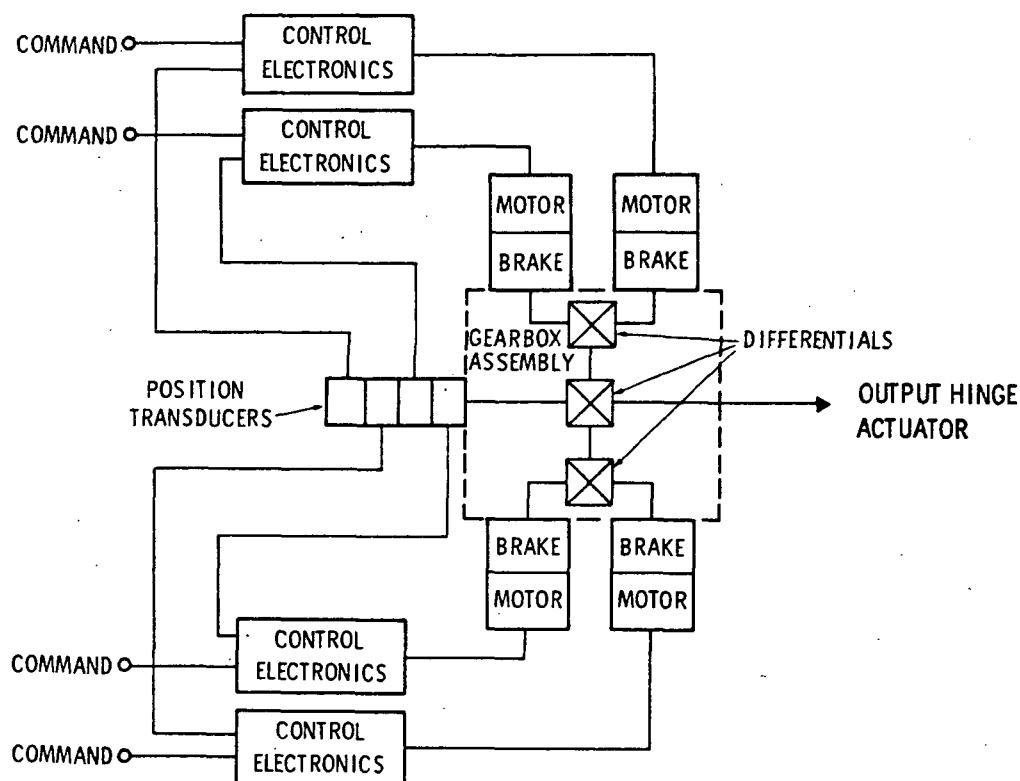 COMMAND
CONTROL
ELECTRONICS
COMMAND
CONTROL
ELECTRONICS
MOTOR
BRAKE
MOTOR
BRAKE
GEARBOX
ASSEMBLY
DIFFERENTIALS
POSITION
TRANSDUCERS
OUTPUT HINGE
ACTUATOR
BRAKE
MOTOR
BRAKE
MOTOR
COMMAND
CONTROL
ELECTRONICS
COMMAND
CONTROL
ELECTRONICS